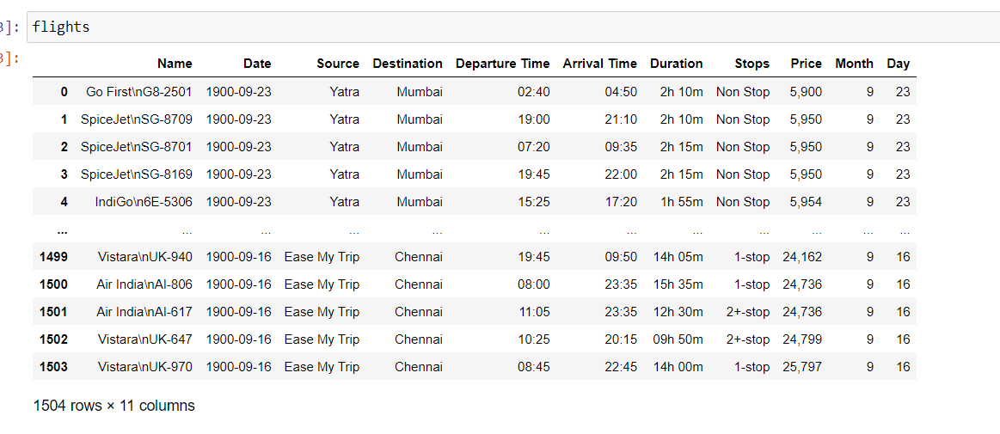 3]: flights
3]:
Name Date Source Destination Departure Time Arrival Time Duration Stops Price Month Day
0 Go First\nG8-2501 1900-09-23 Yatra Mumbai 02:40 04:50 2h 10m Non Stop 5,900 9 23
1 SpiceJet\nSG-8709 1900-09-23 Yatra Mumbai 19:00 21:10 2h 10m Non Stop 5,950 9 23
2 SpiceJet\nSG-8701 1900-09-23 Yatra Mumbai 07:20 09:35 2h 15m Non Stop 5,950 9 23
3 SpiceJet\nSG-8169 1900-09-23 Yatra Mumbai 19:45 22:00 2h 15m Non Stop 5,950 9 23
4 IndiGo\n6E-5306 1900-09-23 Yatra Mumbai 15:25 17:20 1h 55m Non Stop 5,954 9 23
... ... ... ... ... ... ... ... ... ... ... ...
1499 Vistara\nUK-940 1900-09-16 Ease My Trip Chennai 19:45 09:50 14h 05m 1-stop 24,162 9 16
1500 Air India\nAI-806 1900-09-16 Ease My Trip Chennai 08:00 23:35 15h 35m 1-stop 24,736 9 16
1501 Air India\nAI-617 1900-09-16 Ease My Trip Chennai 11:05 23:35 12h 30m 2+-stop 24,736 9 16
1502 Vistara\nUK-647 1900-09-16 Ease My Trip Chennai 10:25 20:15 09h 50m 2+-stop 24,799 9 16
1503 Vistara\nUK-970 1900-09-16 Ease My Trip Chennai 08:45 22:45 14h 00m 1-stop 25,797 9 16
1504 rows × 11 columns